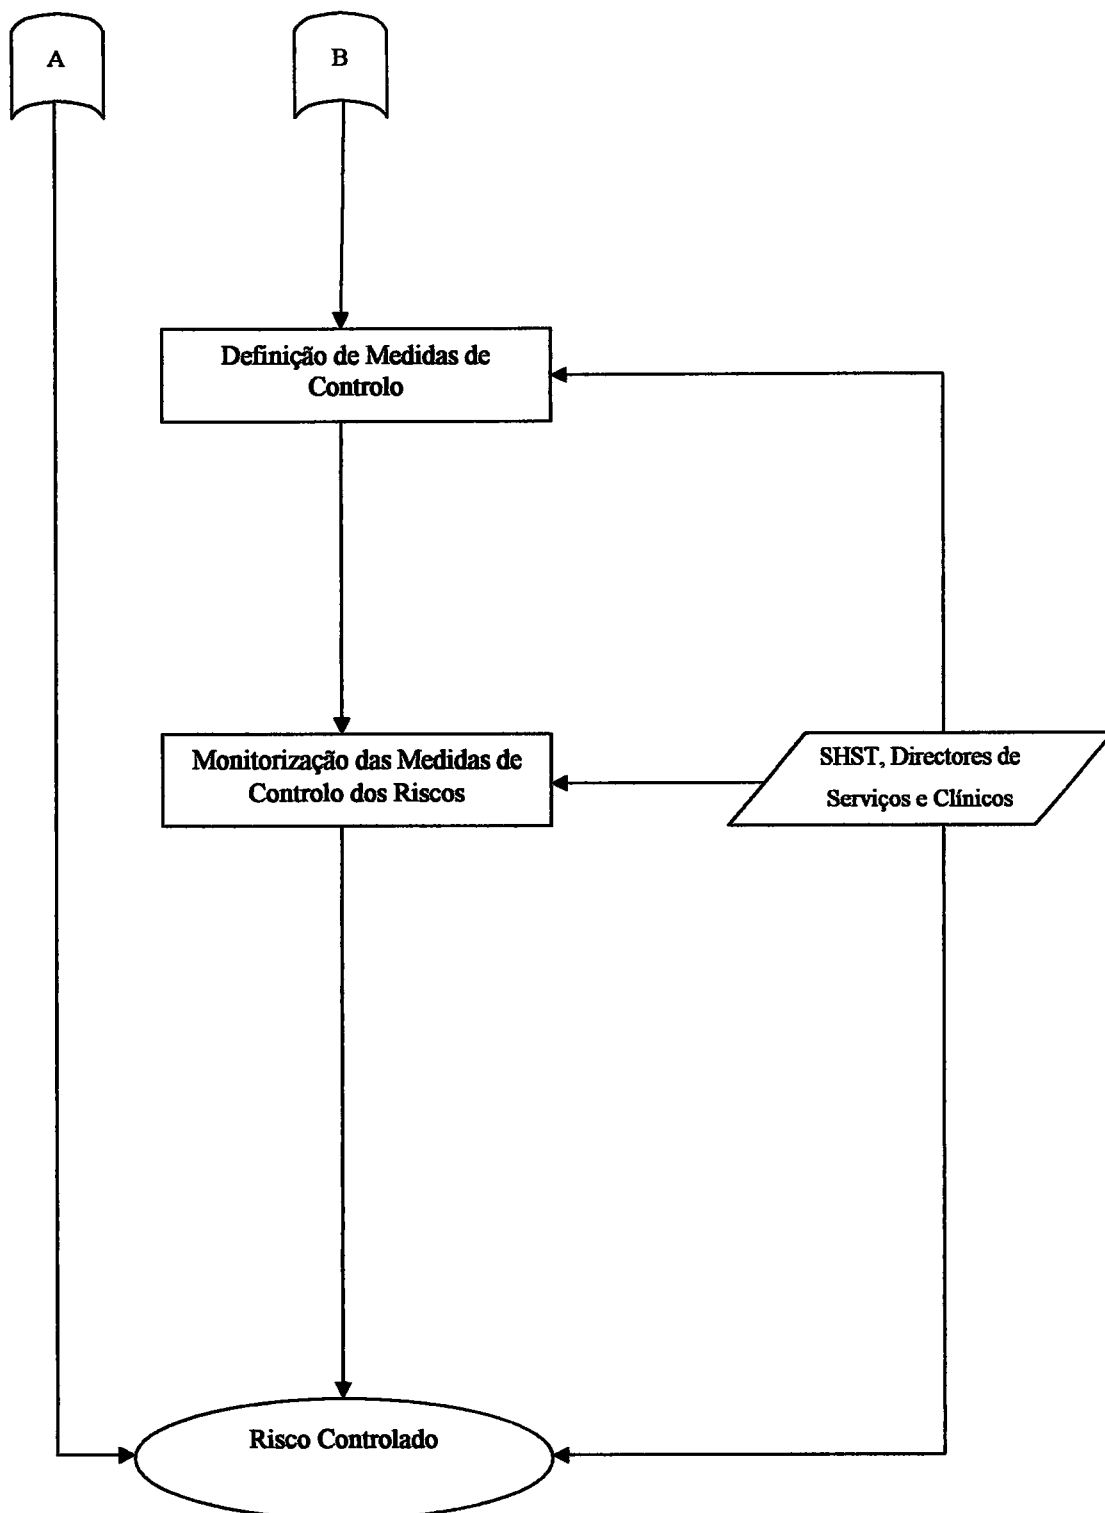 A
B
Definição de Medidas de
Controlo
Monitorização das Medidas de
Controlo dos Riscos
SHST, Directores de
Serviços e Clínicos
Risco Controlado